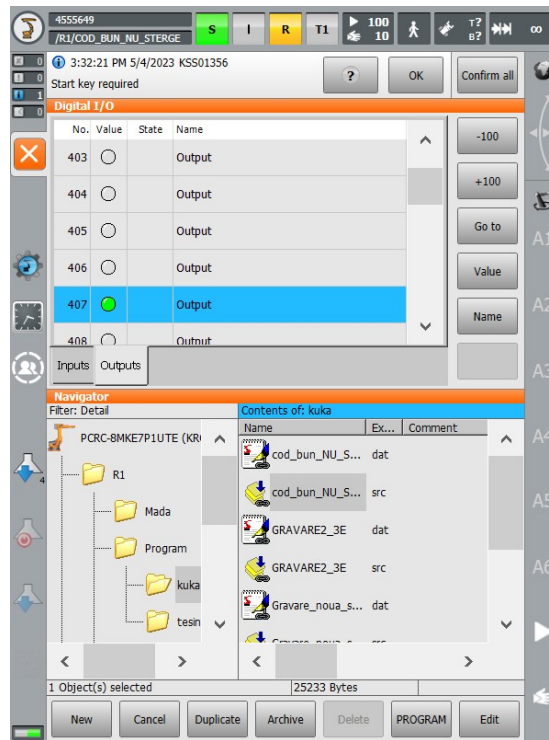 4555649
/R1/COD_BUN_NU_STERGE
S
I
R
T1
100
10
T?
B?
∞
0
0
1
0
3:32:21 PM 5/4/2023 KSS01356
Start key required
?
OK
Confirm all
Digital I/O
No. Value State Name
403 Output
404 Output
405 Output
406 Output
407 Output
408 Output
-100
+100
Go to
Value
Name
Inputs Outputs
A1
A2
A3
A4
A5
A6
4
Navigator
Filter: Detail
Contents of: kuka
PCRC-8MKE7P1UTE (KR
R1
Mada
Program
kuka
tesin
Name Ex... Comment
cod_bun_NU_S... dat
cod_bun_NU_S... src
GRAVARE2_3E dat
GRAVARE2_3E src
Gravare_noua_s... dat
Gravare_noua_s... src
1 Object(s) selected
25233 Bytes
New
Cancel
Duplicate
Archive
Delete
PROGRAM
Edit